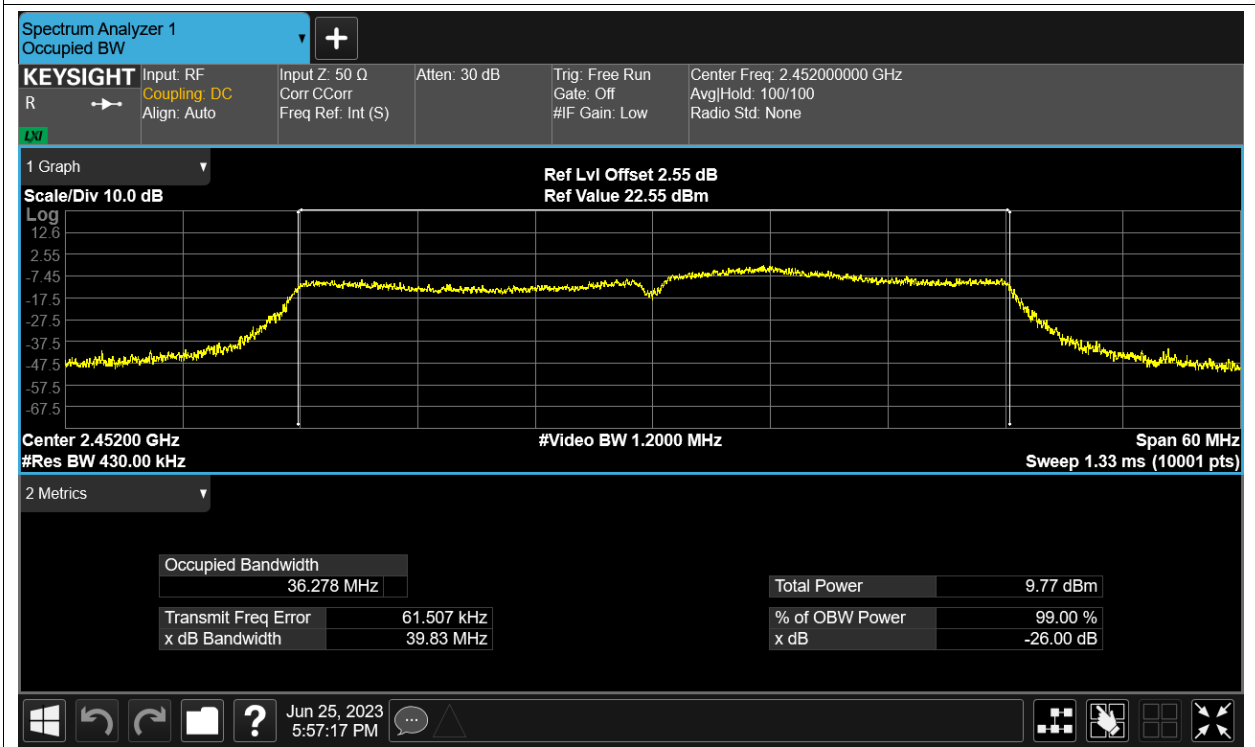 Spectrum Analyzer 1
Occupied BW
KEYSIGHT
R
LXI
Input: RF
Coupling: DC
Align: Auto
Input Z: 50 Ω
Corr CCorr
Freq Ref: Int (S)
Atten: 30 dB
Trig: Free Run
Gate: Off
#IF Gain: Low
Center Freq: 2.452000000 GHz
Avg|Hold: 100/100
Radio Std: None
1 Graph
Scale/Div 10.0 dB
Ref Lvl Offset 2.55 dB
Ref Value 22.55 dBm
Log
12.6
2.55
-7.45
-17.5
-27.5
-37.5
-47.5
-57.5
-67.5
Center 2.45200 GHz
#Res BW 430.00 kHz
#Video BW 1.2000 MHz
Span 60 MHz
Sweep 1.33 ms (10001 pts)
2 Metrics
Occupied Bandwidth
36.278 MHz
Transmit Freq Error 61.507 kHz
x dB Bandwidth 39.83 MHz
Total Power 9.77 dBm
% of OBW Power 99.00 %
x dB -26.00 dB
?
Jun 25, 2023
5:57:17 PM